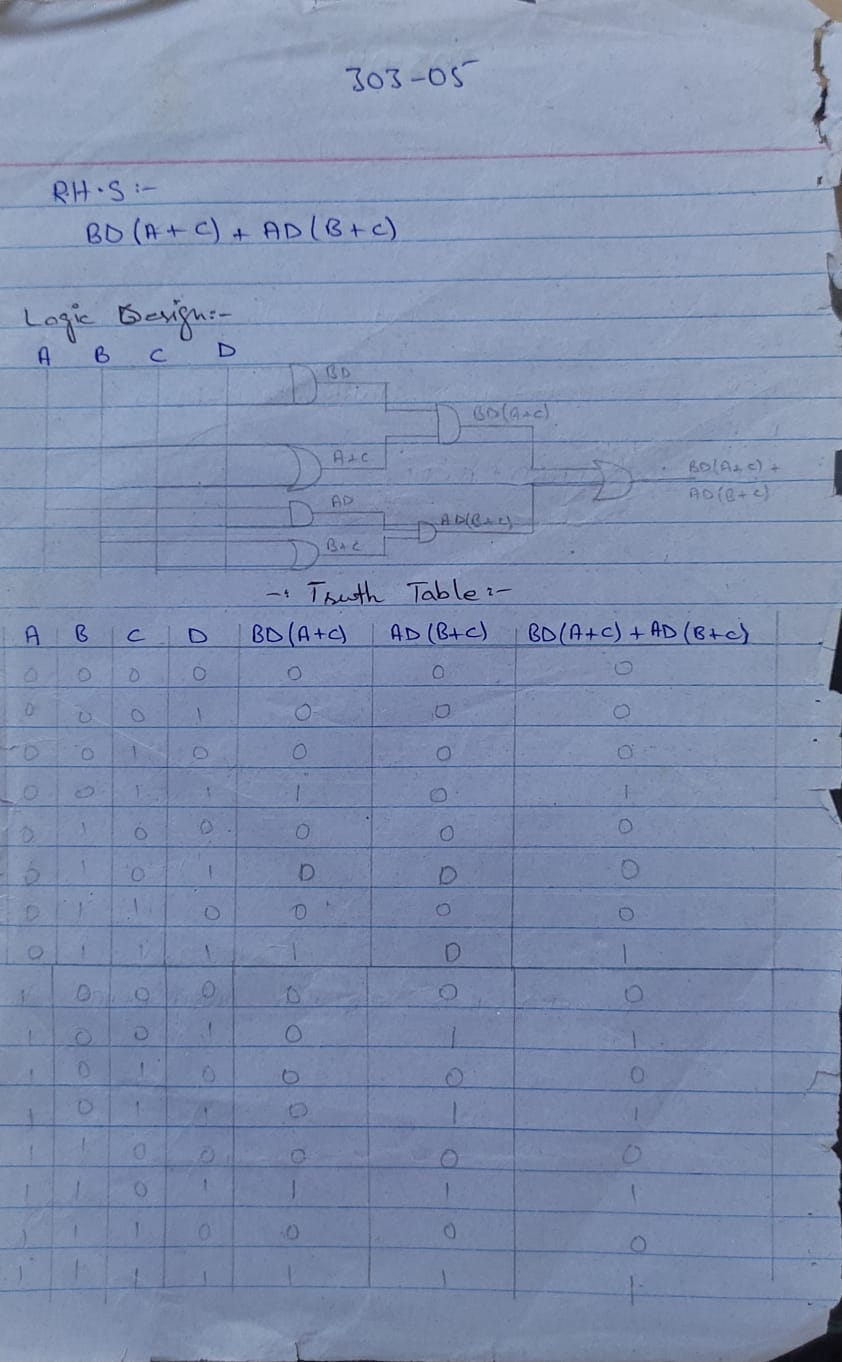 303-05
R.H.S :-
BD (A + C) + AD (B + C)
Logic Design:-
A B C D
BD
BD(A+C)
A+C
BD(A+C) +
AD(B+C)
AD
AD(B+C)
B+C
-: Truth Table :-
A B C D BD(A+C) AD(B+C) BD(A+C) + AD(B+C)
0 0 0 0 0 0 0
0 0 0 1 0 0 0
0 0 1 0 0 0 0
0 0 1 1 1 0 1
0 1 0 0 0 0 0
0 1 0 1 0 0 0
0 1 1 0 0 0 0
0 1 1 1 1 0 1
1 0 0 0 0 0 0
1 0 0 1 0 1 1
1 0 1 0 0 0 0
1 0 1 1 0 1 1
1 1 0 0 0 0 0
1 1 0 1 1 1 1
1 1 1 0 0 0 0
1 1 1 1 1 1 1